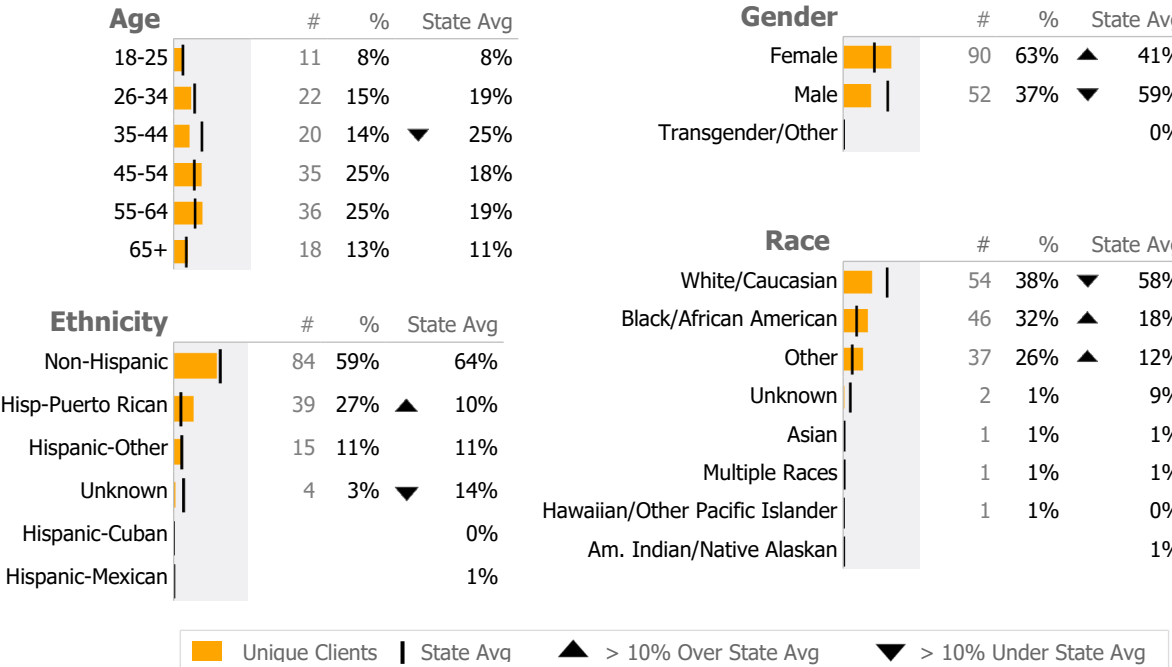 Age # % State Avg
18-25 11 8% 8%
26-34 22 15% 19%
35-44 20 14% ▼ 25%
45-54 35 25% 18%
55-64 36 25% 19%
65+ 18 13% 11%
Ethnicity # % State Avg
Non-Hispanic 84 59% 64%
Hisp-Puerto Rican 39 27% ▲ 10%
Hispanic-Other 15 11% 11%
Unknown 4 3% ▼ 14%
Hispanic-Cuban 0%
Hispanic-Mexican 1%
Gender # % State Avg
Female 90 63% ▲ 41%
Male 52 37% ▼ 59%
Transgender/Other 0%
Race # % State Avg
White/Caucasian 54 38% ▼ 58%
Black/African American 46 32% ▲ 18%
Other 37 26% ▲ 12%
Unknown 2 1% 9%
Asian 1 1% 1%
Multiple Races 1 1% 1%
Hawaiian/Other Pacific Islander 1 1% 0%
Am. Indian/Native Alaskan 1%
Unique Clients State Avg ▲ > 10% Over State Avg ▼ > 10% Under State Avg